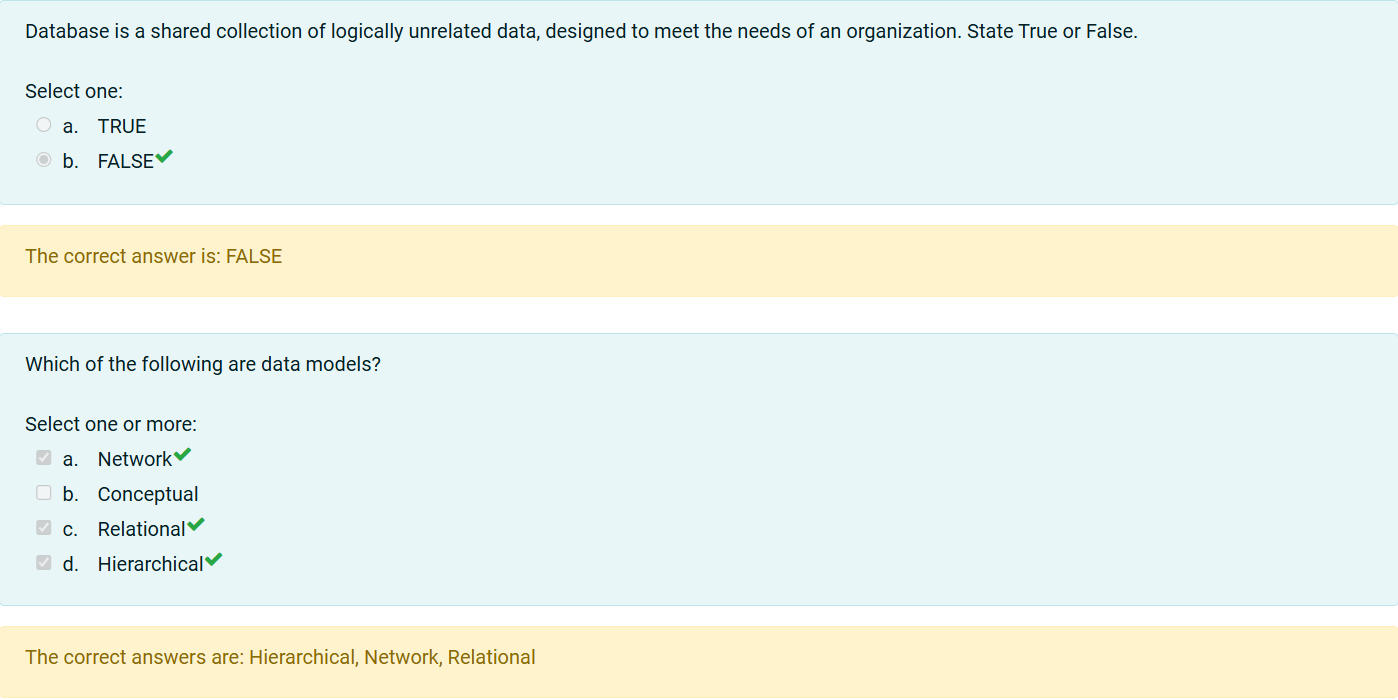 Database is a shared collection of logically unrelated data, designed to meet the needs of an organization. State True or False.
Select one:
a. TRUE
b. FALSE
The correct answer is: FALSE
Which of the following are data models?
Select one or more:
a. Network
b. Conceptual
c. Relational
d. Hierarchical
The correct answers are: Hierarchical, Network, Relational